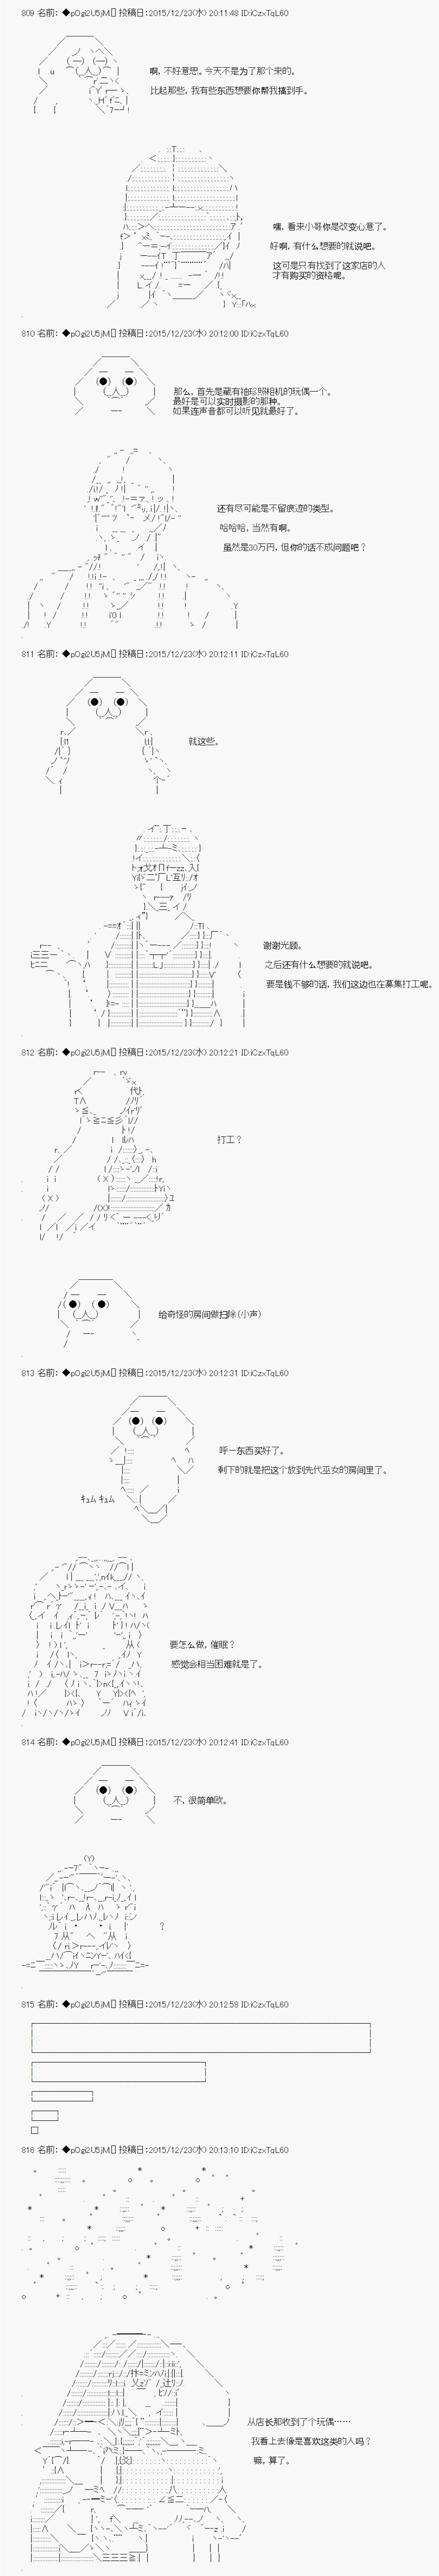 809 名前：◆pOgi2U5jM. 投稿日：2015/12/23(水) 20:11:48 ID:iCzxTqL60
啊，不好意思。今天不是为了那个来的。
比起那些，我有些东西想要你帮我搞到手。
嘿，看来小哥你是改变心意了。
好啊，有什么想要的就说吧。
这可是只有找到了这家店的人
才有购买的资格呢。
810 名前：◆pOgi2U5jM. 投稿日：2015/12/23(水) 20:12:00 ID:iCzxTqL60
那么，首先是藏有袖珍照相机的玩偶一个。
最好是可以实时摄影的那种。
如果连声音都可以听见就最好了。
还有尽可能是不留痕迹的类型。
哈哈哈，当然有啊。
虽然是30万円，但你的话不成问题吧？
811 名前：◆pOgi2U5jM. 投稿日：2015/12/23(水) 20:12:11 ID:iCzxTqL60
就这些。
谢谢光顾。
之后还有什么想要的就说吧。
要是钱不够的话，我们这边也在募集打工呢。
812 名前：◆pOgi2U5jM. 投稿日：2015/12/23(水) 20:12:21 ID:iCzxTqL60
打工？
给奇怪的房间做扫除(小声)
813 名前：◆pOgi2U5jM. 投稿日：2015/12/23(水) 20:12:31 ID:iCzxTqL60
呼－东西买好了。
剩下的就是把这个放到先代巫女的房间里了。
ｷｭﾑ ｷｭﾑ
要怎么做，催眠？
感觉会相当困难就是了。
814 名前：◆pOgi2U5jM. 投稿日：2015/12/23(水) 20:12:41 ID:iCzxTqL60
不，很简单欧。
？
815 名前：◆pOgi2U5jM. 投稿日：2015/12/23(水) 20:12:58 ID:iCzxTqL60
816 名前：◆pOgi2U5jM. 投稿日：2015/12/23(水) 20:13:10 ID:iCzxTqL60
从店长那收到了个玩偶……
我看上去像是喜欢这类的人吗？
嘛，算了。